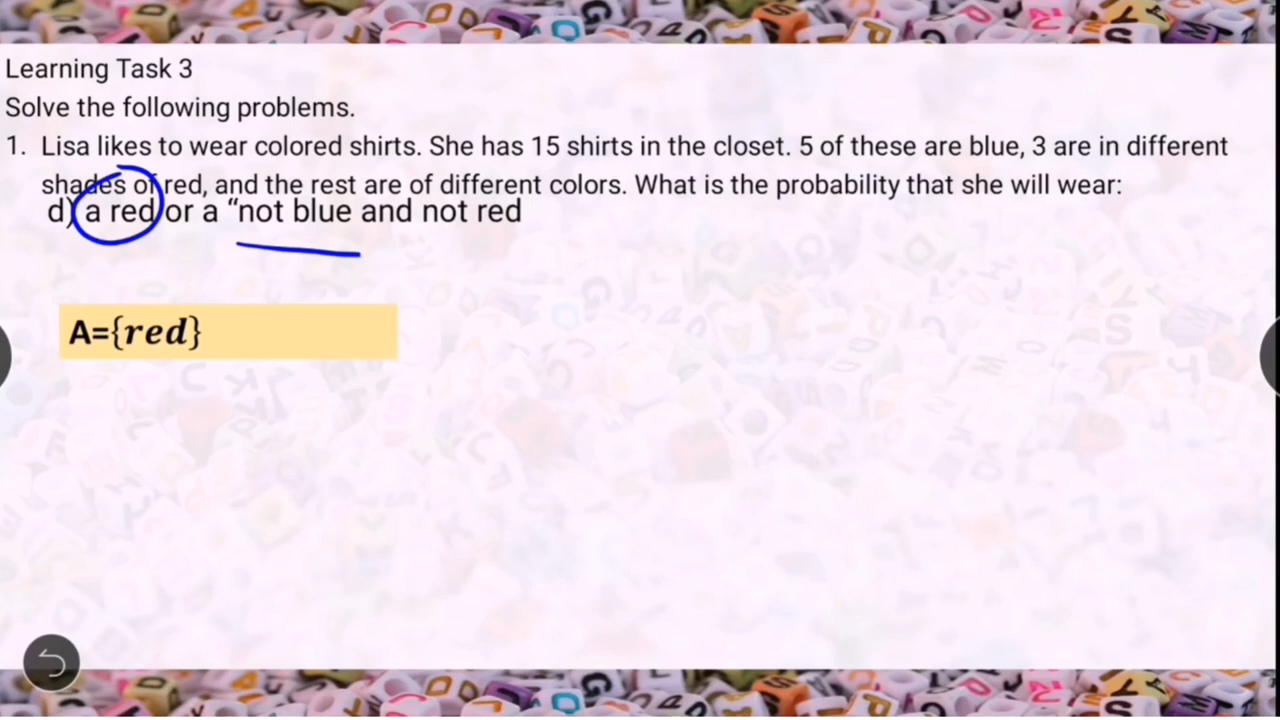 Learning Task 3
Solve the following problems.
1. Lisa likes to wear colored shirts. She has 15 shirts in the closet. 5 of these are blue, 3 are in different
shades of red, and the rest are of different colors. What is the probability that she will wear:
d) a red or a “not blue and not red
A={red}